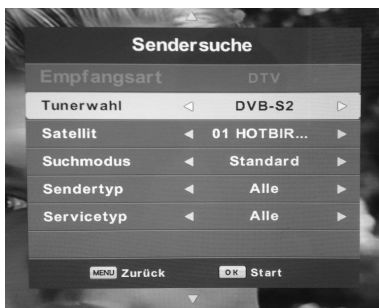 Sendersuche
Empfangsart DTV
Tunerwahl DVB-S2
Satellit 01 HOTBIR...
Suchmodus Standard
Sendertyp Alle
Servicetyp Alle
MENU Zurück OK Start